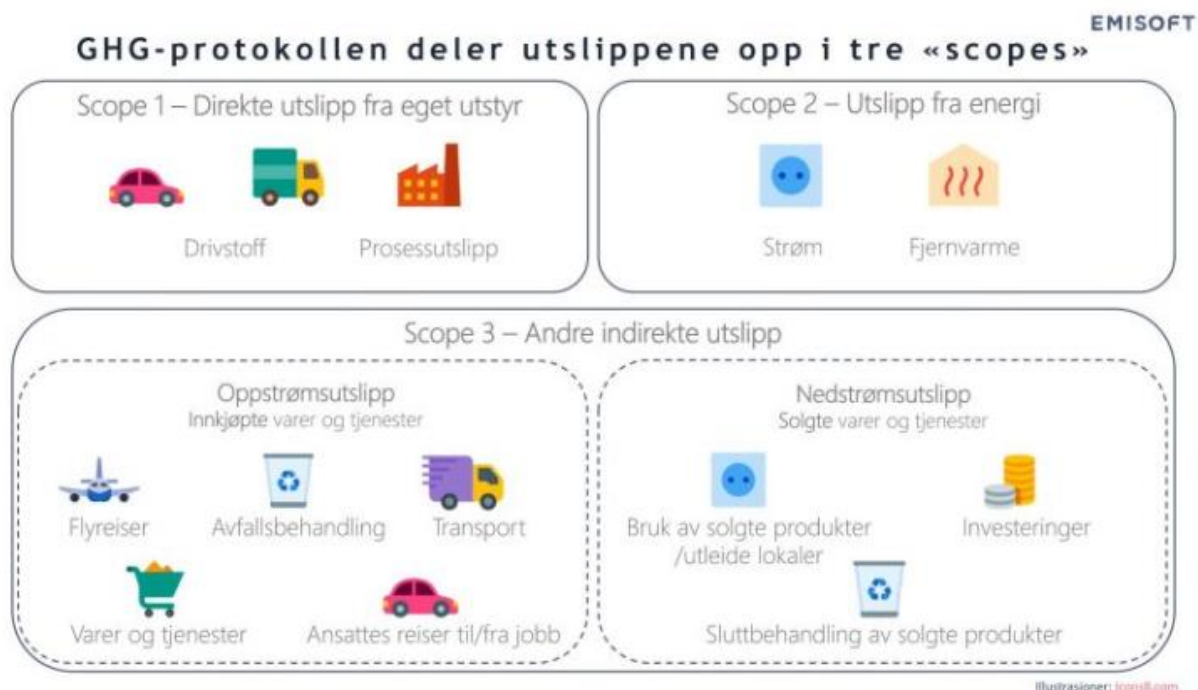 EMISOFT
GHG-protokollen deler utslippene opp i tre «scopes»
Scope 1 – Direkte utslipp fra eget utstyr
Drivstoff
Prosessutslipp
Scope 2 – Utslipp fra energi
Strøm
Fjernvarme
Scope 3 – Andre indirekte utslipp
Oppstrømsutslipp
Innkjøpte varer og tjenester
Flyreiser
Avfallsbehandling
Transport
Varer og tjenester
Ansattes reiser til/fra jobb
Nedstrømsutslipp
Solgte varer og tjenester
Bruk av solgte produkter
/utleide lokaler
Investeringer
Sluttbehandling av solgte produkter
Illustrasjoner: icons8.com